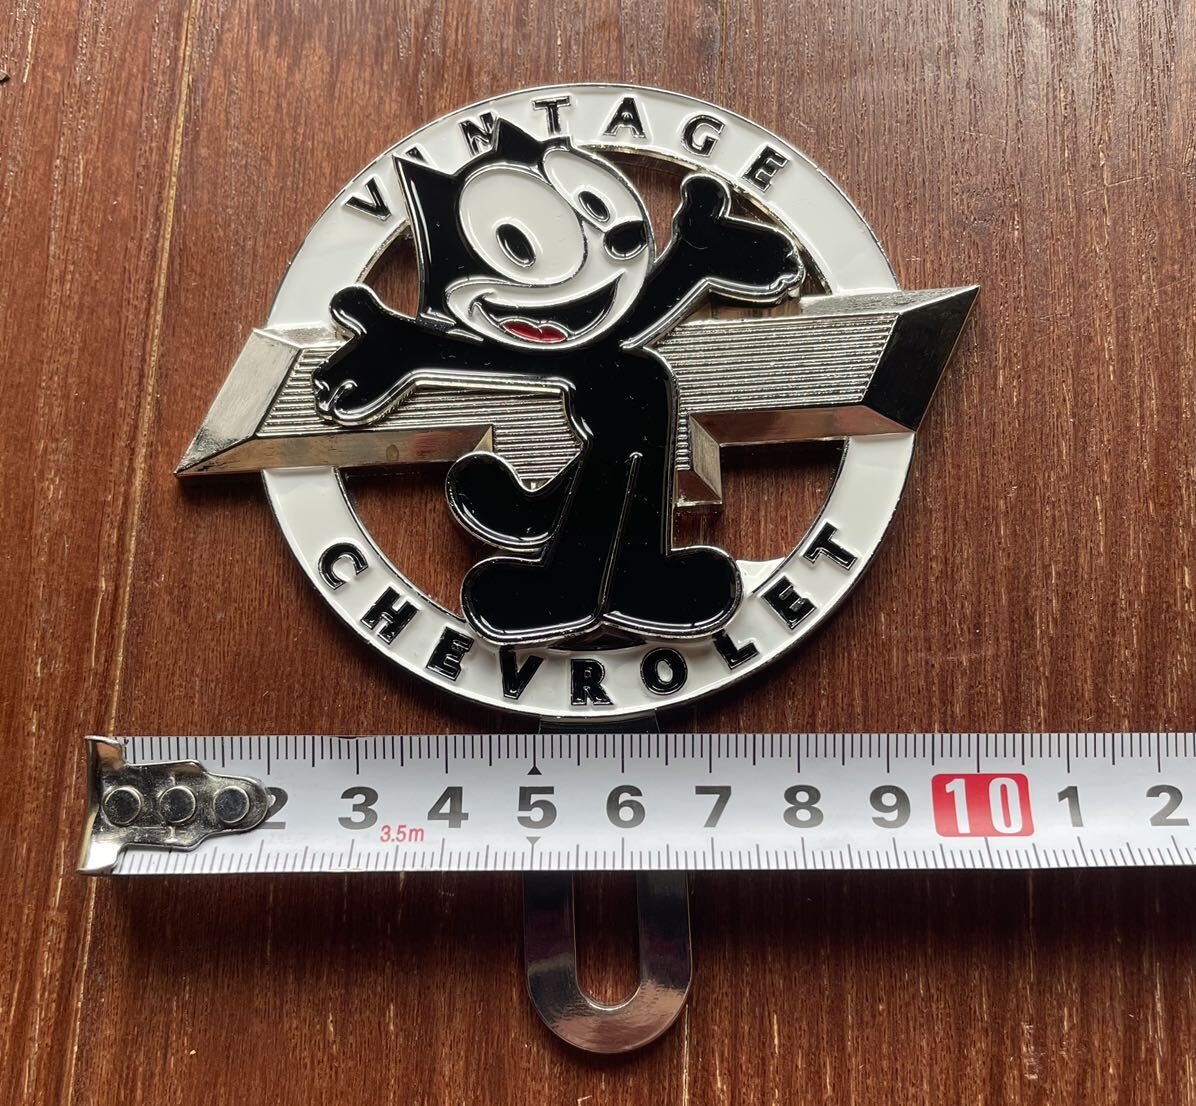 VINTAGE
CHEVROLET
2 3 4 5 6 7 8 9 10 1 2
3.5m